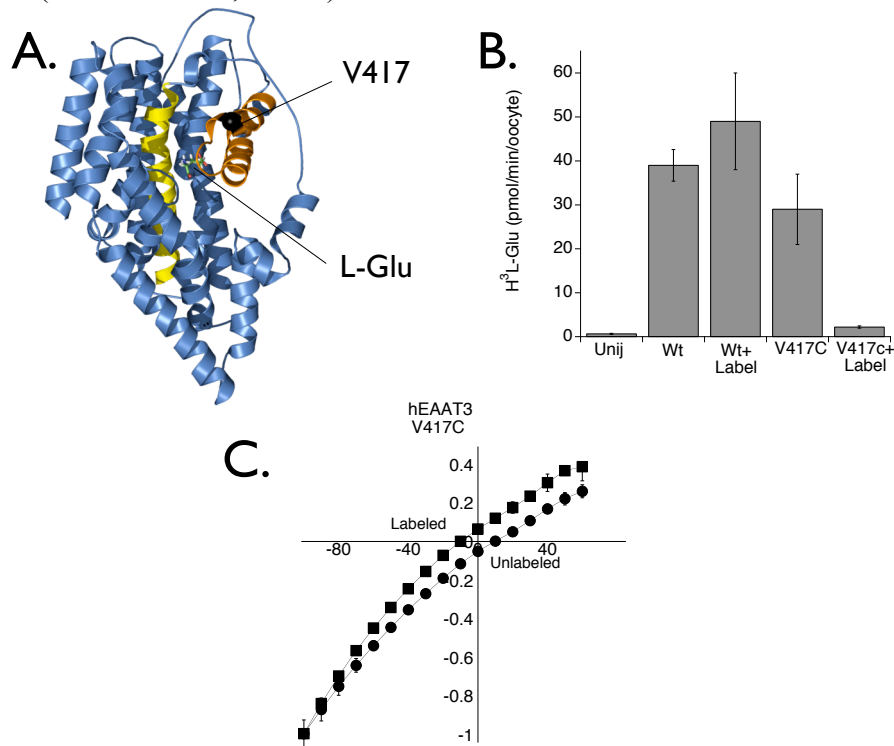 A.
V417
L-Glu
B.
H³L-Glu (pmol/min/oocyte)
60
50
40
30
20
10
0
Unij
Wt
Wt+
Label
V417C
V417c+
Label
hEAAT3
V417C
C.
0.4
0.2
Labeled
-80
-40
0
40
Unlabeled
-0.2
-0.4
-0.6
-0.8
-1